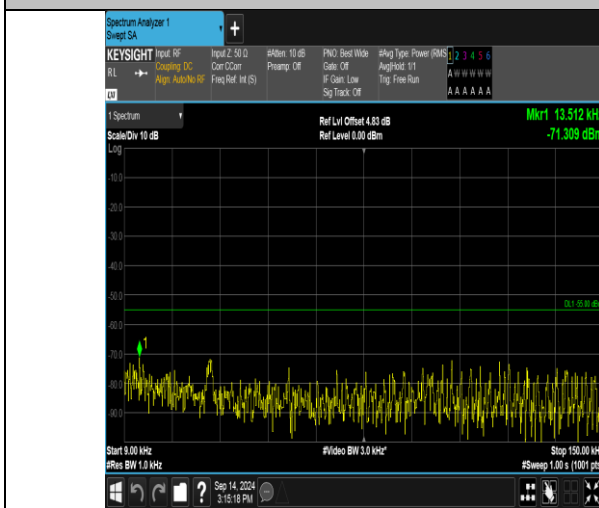 Spectrum Analyzer 1
Swept SA
+
KEYSIGHT
RL
Input: RF
Coupling: DC
Align: Auto/No RF
Input Z: 50 Ω
Corr CCorr
Freq Ref: Int (S)
#Atten: 10 dB
Preamp: Off
PNO: Best Wide
Gate: Off
IF Gain: Low
Sig Track: Off
#Avg Type: Power (RMS
Avg|Hold: 1/1
Trig: Free Run
1 2 3 4 5 6
A W W W W W
A A A A A A
1 Spectrum
Scale/Div 10 dB
Log
Ref Lvl Offset 4.83 dB
Ref Level 0.00 dBm
Mkr1 13.512 kH
-71.309 dBm
-10.0
-20.0
-30.0
-40.0
-50.0
DL1 -55.00 dB
-60.0
1
-70.0
-80.0
-90.0
Start 9.00 kHz
#Res BW 1.0 kHz
#Video BW 3.0 kHz*
Stop 150.00 kH
#Sweep 1.00 s (1001 pts
?
Sep 14, 2024
3:15:18 PM